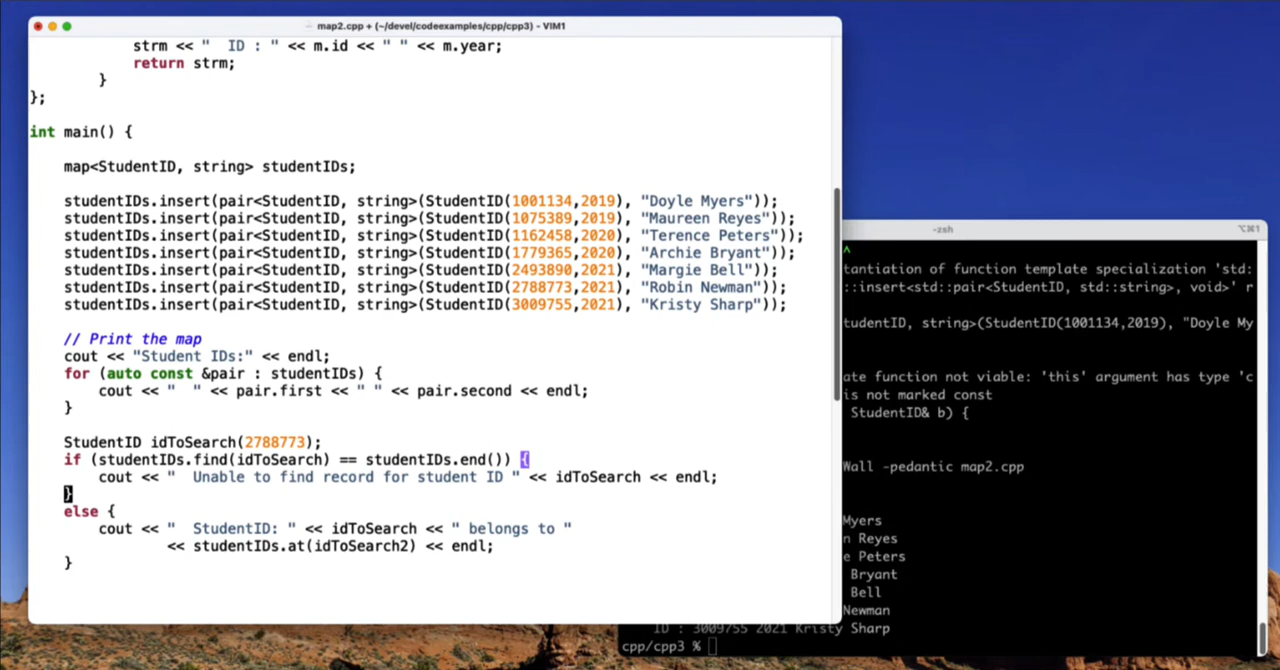 map2.cpp + (~/devel/codeexamples/cpp/cpp3) - VIM1
strm << "  ID : " << m.id << " " << m.year;
return strm;
}
};
int main() {
map<StudentID, string> studentIDs;
studentIDs.insert(pair<StudentID, string>(StudentID(1001134,2019), "Doyle Myers"));
studentIDs.insert(pair<StudentID, string>(StudentID(1075389,2019), "Maureen Reyes"));
studentIDs.insert(pair<StudentID, string>(StudentID(1162458,2020), "Terence Peters"));
studentIDs.insert(pair<StudentID, string>(StudentID(1779365,2020), "Archie Bryant"));
studentIDs.insert(pair<StudentID, string>(StudentID(2493890,2021), "Margie Bell"));
studentIDs.insert(pair<StudentID, string>(StudentID(2788773,2021), "Robin Newman"));
studentIDs.insert(pair<StudentID, string>(StudentID(3009755,2021), "Kristy Sharp"));
// Print the map
cout << "Student IDs:" << endl;
for (auto const &pair : studentIDs) {
cout << "  " << pair.first << " " << pair.second << endl;
}
StudentID idToSearch(2788773);
if (studentIDs.find(idToSearch) == studentIDs.end()) {
cout << "  Unable to find record for student ID " << idToSearch << endl;
}
else {
cout << "  StudentID: " << idToSearch << " belongs to "
<< studentIDs.at(idToSearch2) << endl;
}
-zsh
⌥⌘1
^
tantiation of function template specialization 'std:
::insert<std::pair<StudentID, std::string>, void>' r
tudentID, string>(StudentID(1001134,2019), "Doyle My
ate function not viable: 'this' argument has type 'c
is not marked const
StudentID& b) {
Wall -pedantic map2.cpp
Myers
n Reyes
e Peters
Bryant
Bell
Newman
ID : 3009755 2021 Kristy Sharp
cpp/cpp3 %